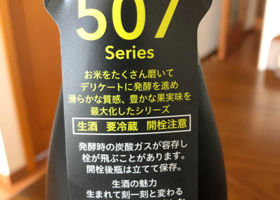 507
Series
お米をたくさん磨いて
デリケートに発酵を進め
滑らかな質感、豊かな果実味を
最大化したシリーズ
生酒 要冷蔵 開栓注意
発酵時の炭酸ガスが容存し
栓が飛ぶことがあります。
開栓後瓶は立てて保存。
生酒の魅力
生まれて刻一刻と変わる